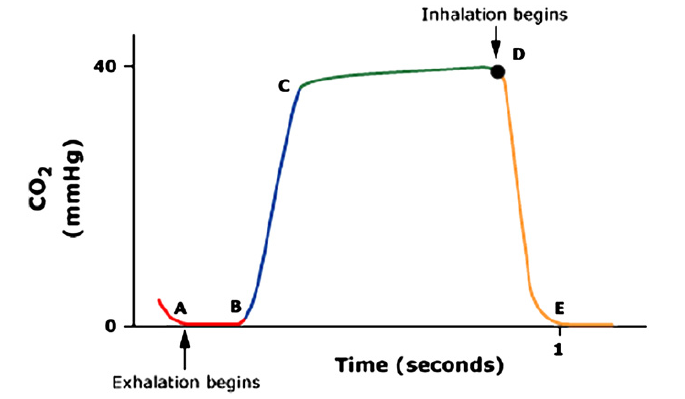 Inhalation begins
D
40
C
CO₂
(mmHg)
A
B
E
0
1
Time (seconds)
Exhalation begins